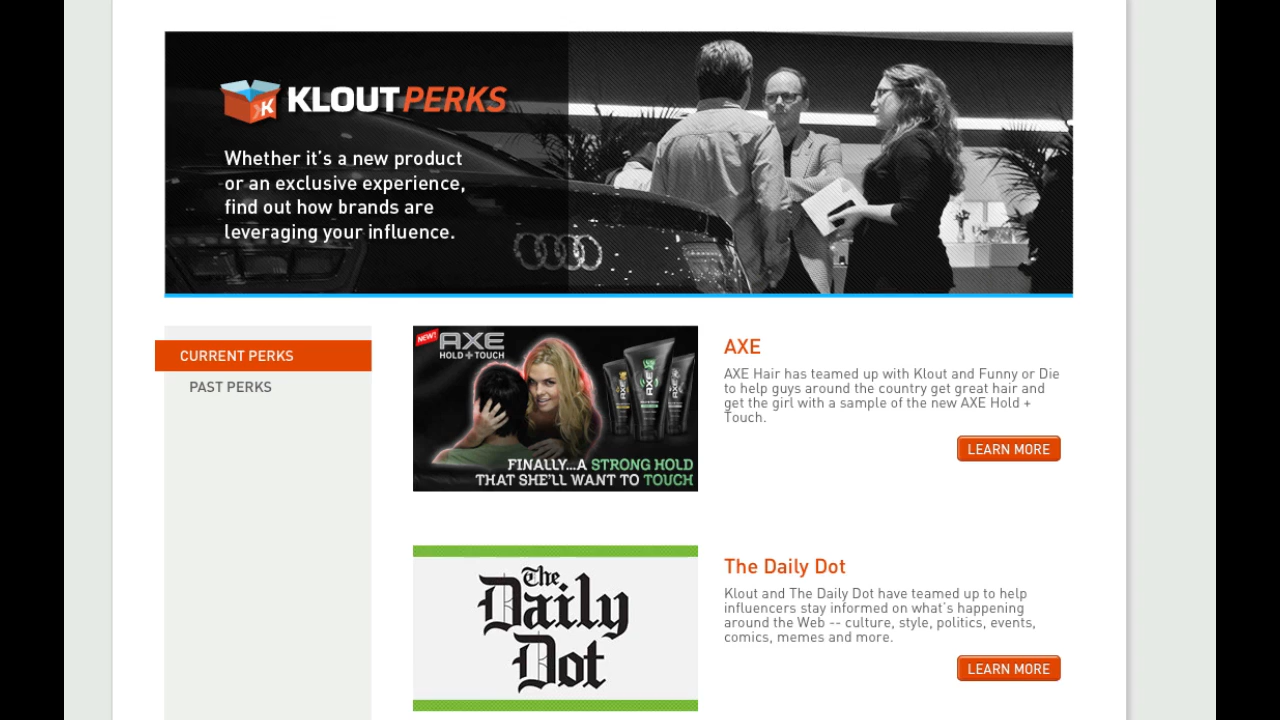 K KLOUT PERKS
Whether it's a new product
or an exclusive experience,
find out how brands are
leveraging your influence.
CURRENT PERKS
PAST PERKS
NEW! AXE
HOLD + TOUCH
AXE AXE AXE
FINALLY...A STRONG HOLD
THAT SHE'LL WANT TO TOUCH
AXE
AXE Hair has teamed up with Klout and Funny or Die
to help guys around the country get great hair and
get the girl with a sample of the new AXE Hold +
Touch.
LEARN MORE
The
Daily
Dot
The Daily Dot
Klout and The Daily Dot have teamed up to help
influencers stay informed on what's happening
around the Web -- culture, style, politics, events,
comics, memes and more.
LEARN MORE